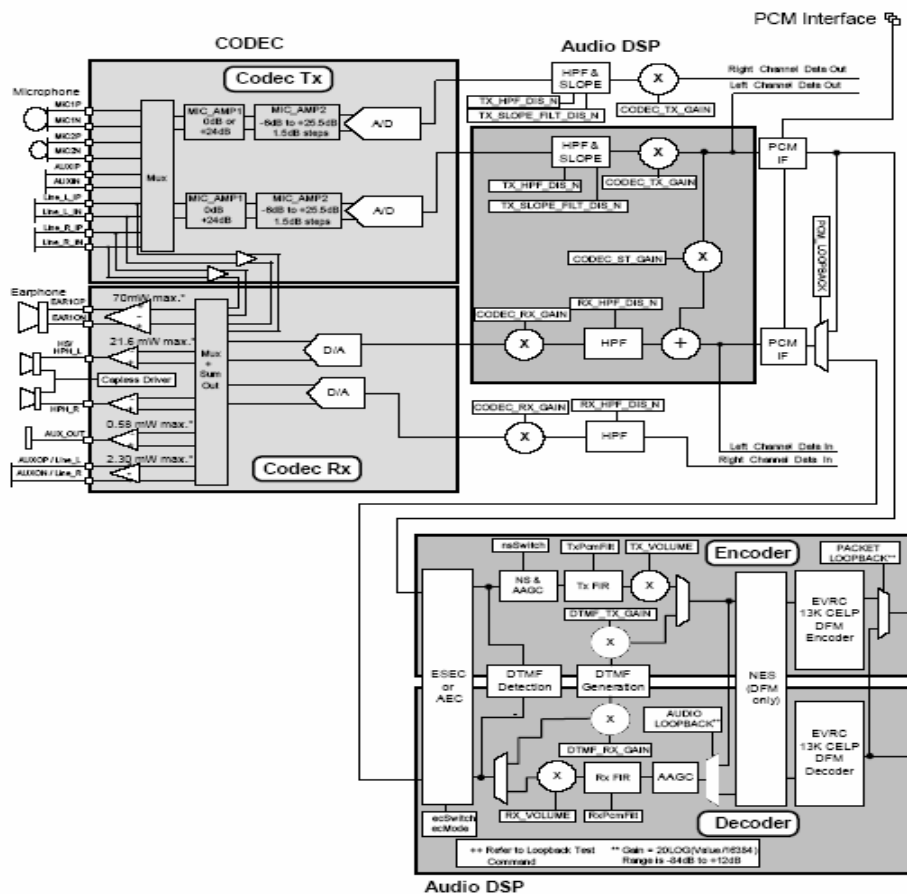 PCM Interface
CODEC
Audio DSP
Codec Tx
Microphone
MIC1P
MIC1N
MIC2P
MIC2N
AUXIP
AUXIN
Line_L_IP
Line_L_IN
Line_R_IP
Line_R_IN
Mux
MIC_AMP1
0dB or
+24dB
MIC_AMP2
-6dB to +25.5dB
1.5dB steps
A/D
HPF &
SLOPE
X
TX_HPF_DIS_N
TX_SLOPE_FILT_DIS_N
CODEC_TX_GAIN
Right Channel Data Out
Left Channel Data Out
MIC_AMP1
0dB
+24dB
MIC_AMP2
-6dB to +25.5dB
1.5dB steps
A/D
HPF &
SLOPE
X
TX_HPF_DIS_N
TX_SLOPE_FILT_DIS_N
CODEC_TX_GAIN
PCM
IF
CODEC_ST_GAIN
X
PCM_LOOPBACK
Earphone
EAR1OP
EAR1ON
70mW max.*
HS/
HPH_L
21.6 mW max.*
Capless Driver
HPH_R
AUX_OUT
0.56 mW max.*
AUXOP / Line_L
AUXON / Line_R
2.30 mW max.*
Mux
+
Sum
Out
D/A
D/A
Codec Rx
CODEC_RX_GAIN
RX_HPF_DIS_N
X
HPF
+
PCM
IF
CODEC_RX_GAIN
RX_HPF_DIS_N
X
HPF
Left Channel Data In
Right Channel Data In
nsSwitch
TxPcmFilt
TX_VOLUME
Encoder
PACKET
LOOPBACK**
NS &
AAGC
Tx FIR
X
DTMF_TX_GAIN
X
EVRC
13K CELP
DFM
Encoder
ESEC
or
AEC
DTMF
Detection
DTMF
Generation
NES
(DFM
only)
X
AUDIO
LOOPBACK**
DTMF_RX_GAIN
EVRC
13K CELP
DFM
Decoder
X
Rx FIR
AAGC
RX_VOLUME
RxPcmFilt
Decoder
ecSwitch
ecMode
++ Refer to Loopback Test
Command
** Gain = 20LOG(Value/16384)
Range is -84dB to +12dB
Audio DSP